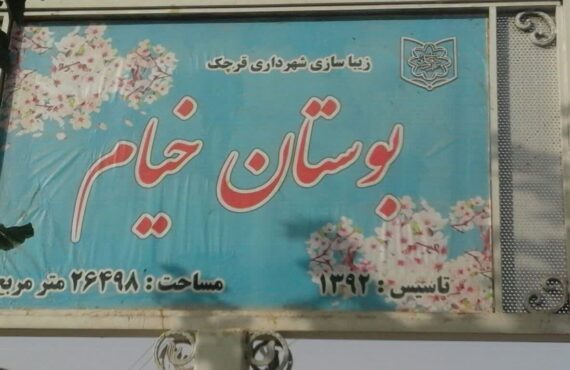 زیبا سازی شهرداری قرچک
بوستان خیام
تاسیس : ۱۳۹۲ مساحت : ۲۶۴۹۸ متر مربع